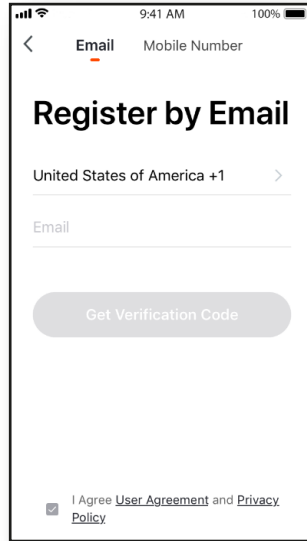 9:41 AM 100%
Email Mobile Number
Register by Email
United States of America +1
Email
Get Verification Code
I Agree User Agreement and Privacy
Policy